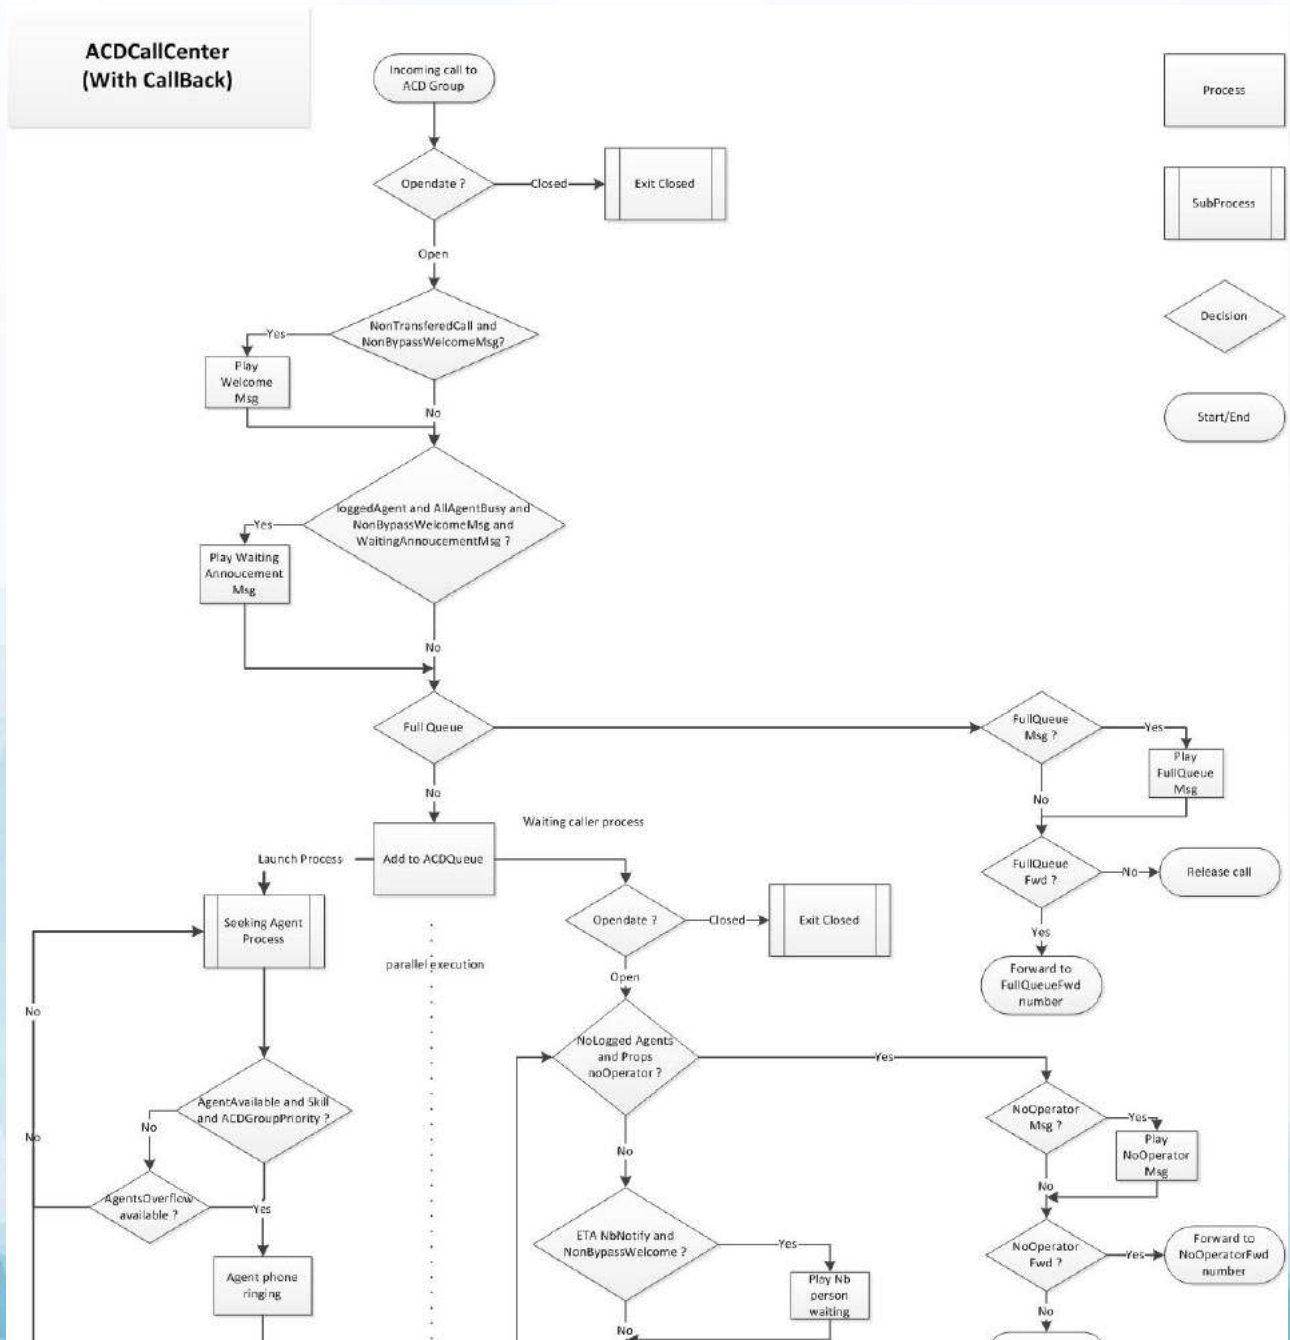 ACDCallCenter
(With CallBack)
Incoming call to
ACD Group
Process
Opendate ?
Closed
Exit Closed
SubProcess
Open
Decision
NonTransferedCall and
NonBypassWelcomeMsg?
Yes
Play
Welcome
Msg
No
Start/End
loggedAgent and AllAgentBusy and
NonBypassWelcomeMsg and
WaitingAnnoucementMsg ?
Yes
Play Waiting
Annoucement
Msg
No
Full Queue
FullQueue
Msg ?
Yes
Play
FullQueue
Msg
No
No
Waiting caller process
Launch Process
Add to ACDQueue
FullQueue
Fwd ?
No
Release call
Seeking Agent
Process
Opendate ?
Closed
Exit Closed
Yes
parallel execution
Open
Forward to
FullQueueFwd
number
No
NoLogged Agents
and Props
noOperator ?
Yes
AgentAvailable and Skill
and ACDGroupPriority ?
No
No
NoOperator
Msg ?
Yes
Play
NoOperator
Msg
No
No
AgentsOverflow
available ?
Yes
ETA NbNotify and
NonBypassWelcome ?
Yes
NoOperator
Fwd ?
Yes
Forward to
NoOperatorFwd
number
Agent phone
ringing
Play Nb
person
waiting
No
No